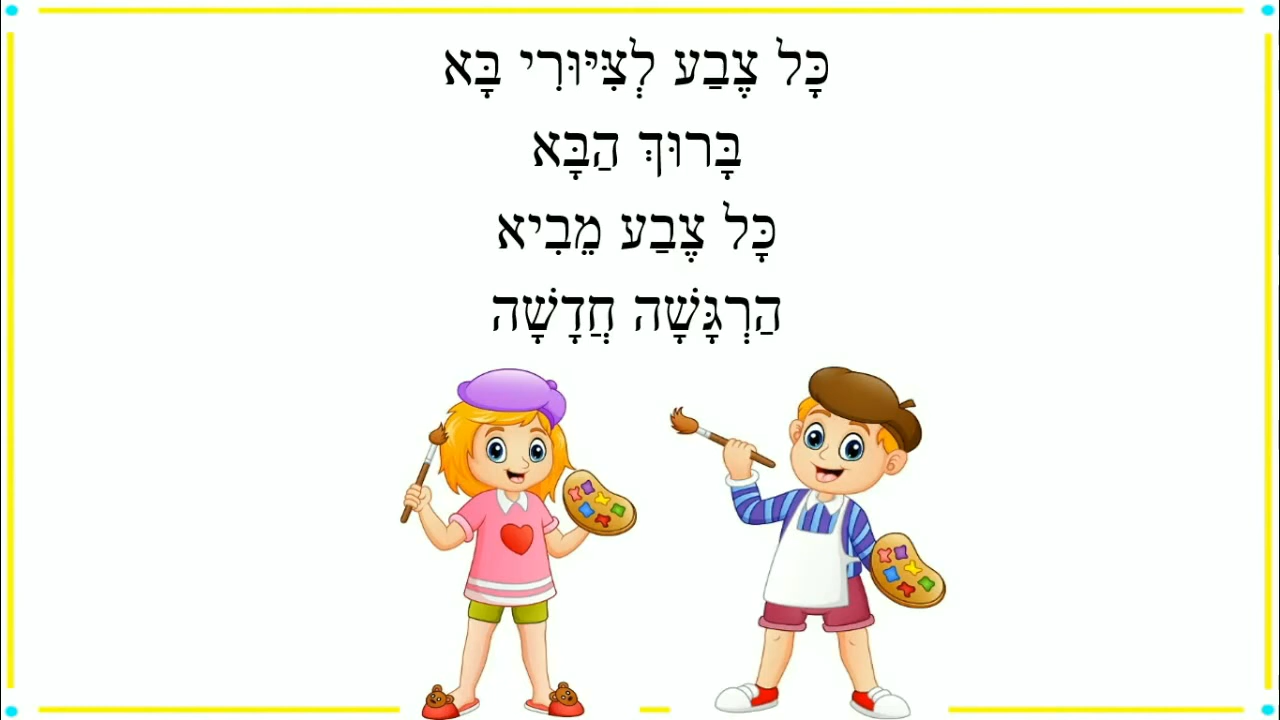 כָּל צֶבַע לְצִיּוּרִי בָּא
בָּרוּךְ הַבָּא
כָּל צֶבַע מֵבִיא
הַרְגָּשָׁה חֲדָשָׁה